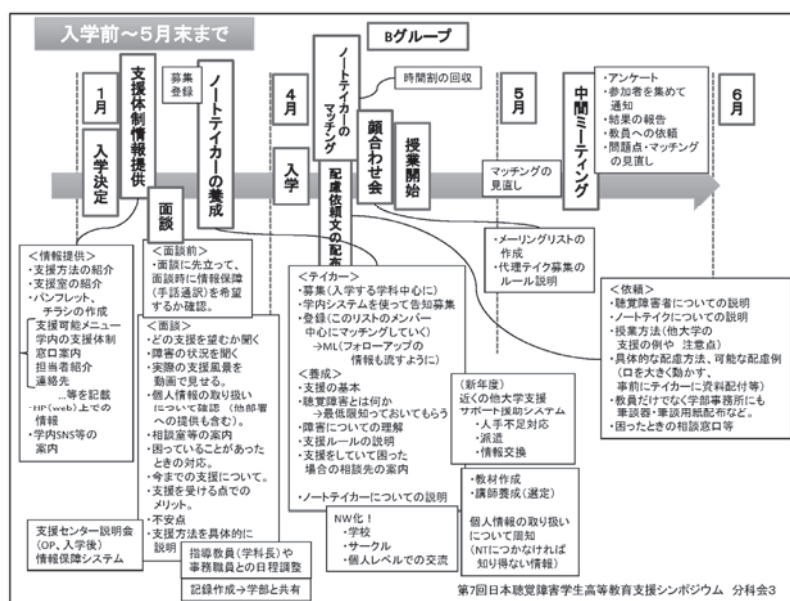 入学前～5月末まで
Bグループ
1月
入学決定
支援体制情報提供
面談
募集
登録
ノートテイカーの養成
4月
入学
ノートテイカーの
マッチング
配慮依頼文の配布
時間割の回収
顔合わせ会
授業開始
5月
マッチングの
見直し
中間ミーティング
・アンケート
・参加者を集めて
通知
・結果の報告
・教員への依頼
・問題点・マッチング
の見直し
6月
＜情報提供＞
・支援方法の紹介
・支援室の紹介
・パンフレット、
チラシの作成
支援可能メニュー
学内の支援体制
窓口案内
担当者紹介
連絡先
…等を記載
・HP(web)上での
情報
・学内SNS等の
案内
支援センター説明会
(OP、入学後)
情報保障システム
＜面談前＞
・面談に先立って、
面談時に情報保障
(手話通訳)を希望
するか確認。
＜面談＞
・どの支援を望むか聞く
・障害の状況を聞く
・実際の支援風景を
動画で見せる。
・個人情報の取り扱い
について確認 (他部署
への提供も含む)。
・相談室等の案内
・困っていることがあった
ときの対応。
・今までの支援について。
・支援を受ける点での
メリット。
・不安点
・支援方法を具体的に
説明
指導教員(学科長)や
事務職員との日程調整
記録作成→学部と共有
＜テイカー＞
・募集(入学する学科中心に)
・学内システムを使って告知募集
・登録(このリストのメンバー
中心にマッチングしていく)
→ML(フォローアップの
情報も流すように)
＜養成＞
・支援の基本
・聴覚障害とは何か
→最低限知っておいてもらう
・障害についての理解
・支援ルールの説明
・支援をしていて困った
場合の相談先の案内
・ノートテイカーについての説明
NW化！
・学校
・サークル
・個人レベルでの交流
・メーリングリストの
作成
・代理テイク募集の
ルール説明
(新年度)
近くの他大学支援
サポート援助システム
・人手不足対応
・派遣
・情報交換
・教材作成
・講師養成(選定)
個人情報の取り扱い
について周知
(NTにつかなければ
知り得ない情報)
＜依頼＞
・聴覚障害者についての説明
・ノートテイクについての説明
・授業方法(他大学の
支援の例や 注意点)
・具体的な配慮方法、可能な配慮例
(口を大きく動かす、
事前にテイカーに資料配付等)
・教員だけでなく学部事務所にも
筆談器・筆談用紙配布など。
・困ったときの相談窓口等
第7回日本聴覚障害学生高等教育支援シンポジウム 分科会3